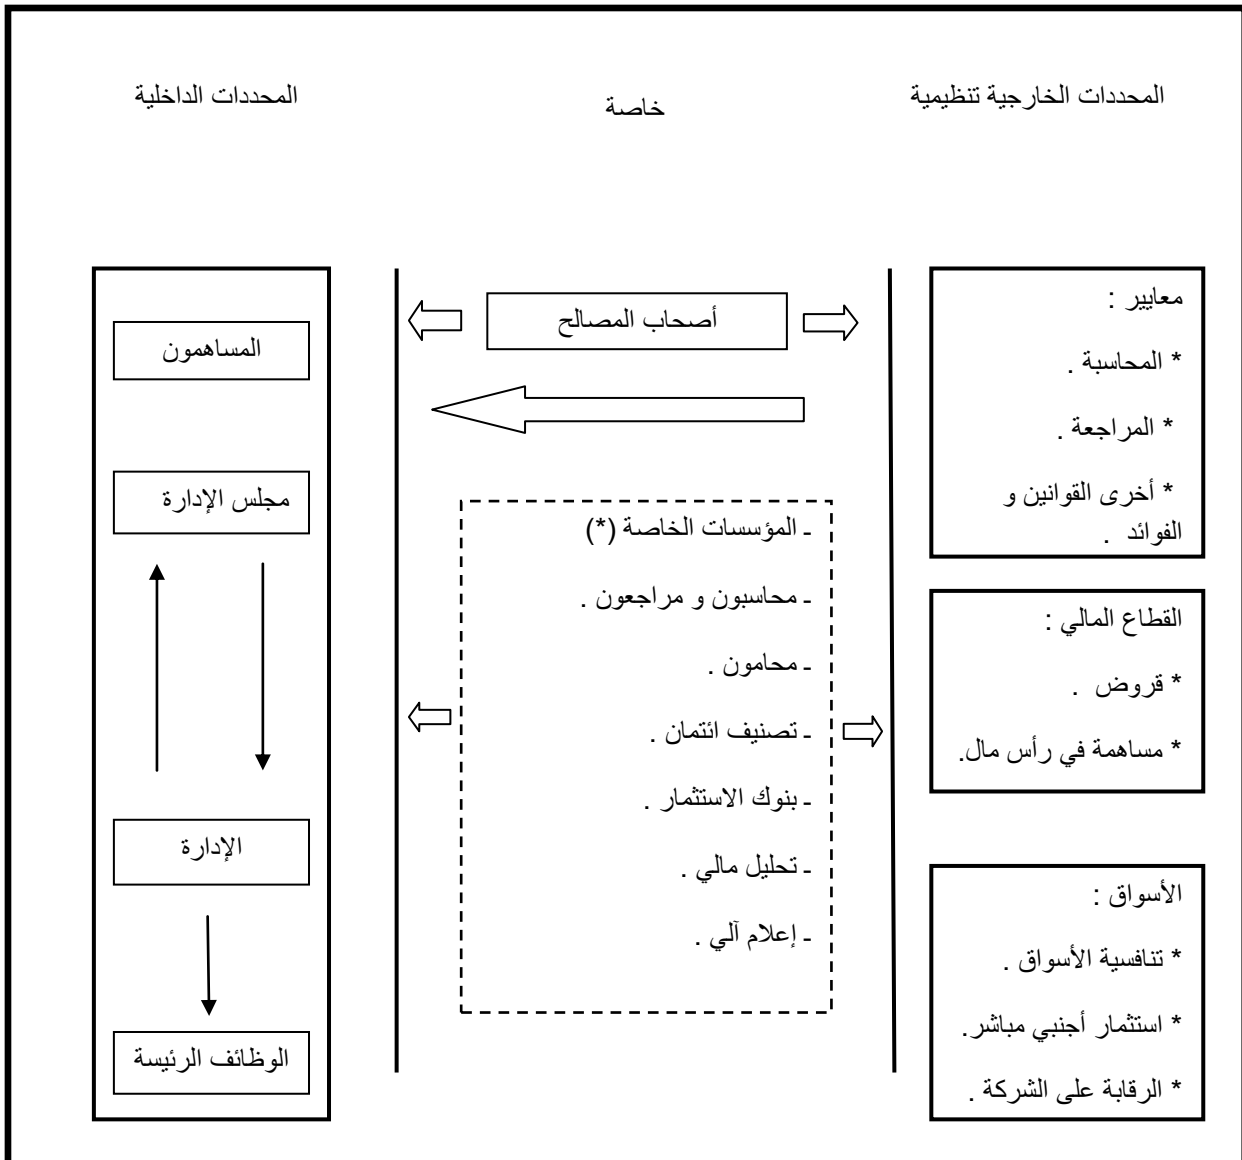 المحددات الخارجية تنظيمية
خاصة
المحددات الداخلية
معايير :
* المحاسبة .
* المراجعة .
* أخرى القوانين و
الفوائد .
القطاع المالي :
* قروض .
* مساهمة في رأس مال.
الأسواق :
* تنافسية الأسواق .
* استثمار أجنبي مباشر.
* الرقابة على الشركة .
أصحاب المصالح
ـ المؤسسات الخاصة (*)
ـ محاسبون و مراجعون .
ـ محامون .
ـ تصنيف ائتمان .
ـ بنوك الاستثمار .
ـ تحليل مالي .
ـ إعلام آلي .
المساهمون
مجلس الإدارة
الإدارة
الوظائف الرئيسة